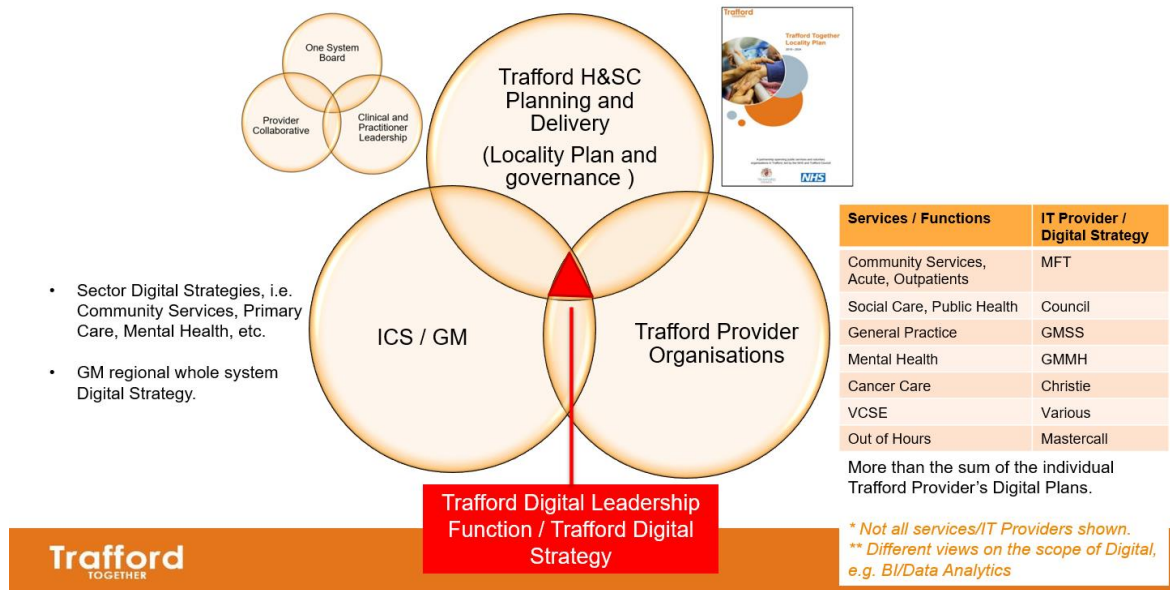 One System
Board
Provider
Collaborative
Clinical and
Practitioner
Leadership
Trafford H&SC
Planning and
Delivery
(Locality Plan and
governance )
Trafford
TOGETHER
Trafford Together
Locality Plan
NHS
ICS / GM
Trafford Provider
Organisations
• Sector Digital Strategies, i.e.
Community Services, Primary
Care, Mental Health, etc.
• GM regional whole system
Digital Strategy.
Services / Functions	IT Provider /
Digital Strategy
Community Services,
Acute, Outpatients	MFT
Social Care, Public Health	Council
General Practice	GMSS
Mental Health	GMMH
Cancer Care	Christie
VCSE	Various
Out of Hours	Mastercall
More than the sum of the individual
Trafford Provider's Digital Plans.
* Not all services/IT Providers shown.
** Different views on the scope of Digital,
e.g. BI/Data Analytics
Trafford Digital Leadership
Function / Trafford Digital
Strategy
Trafford
TOGETHER